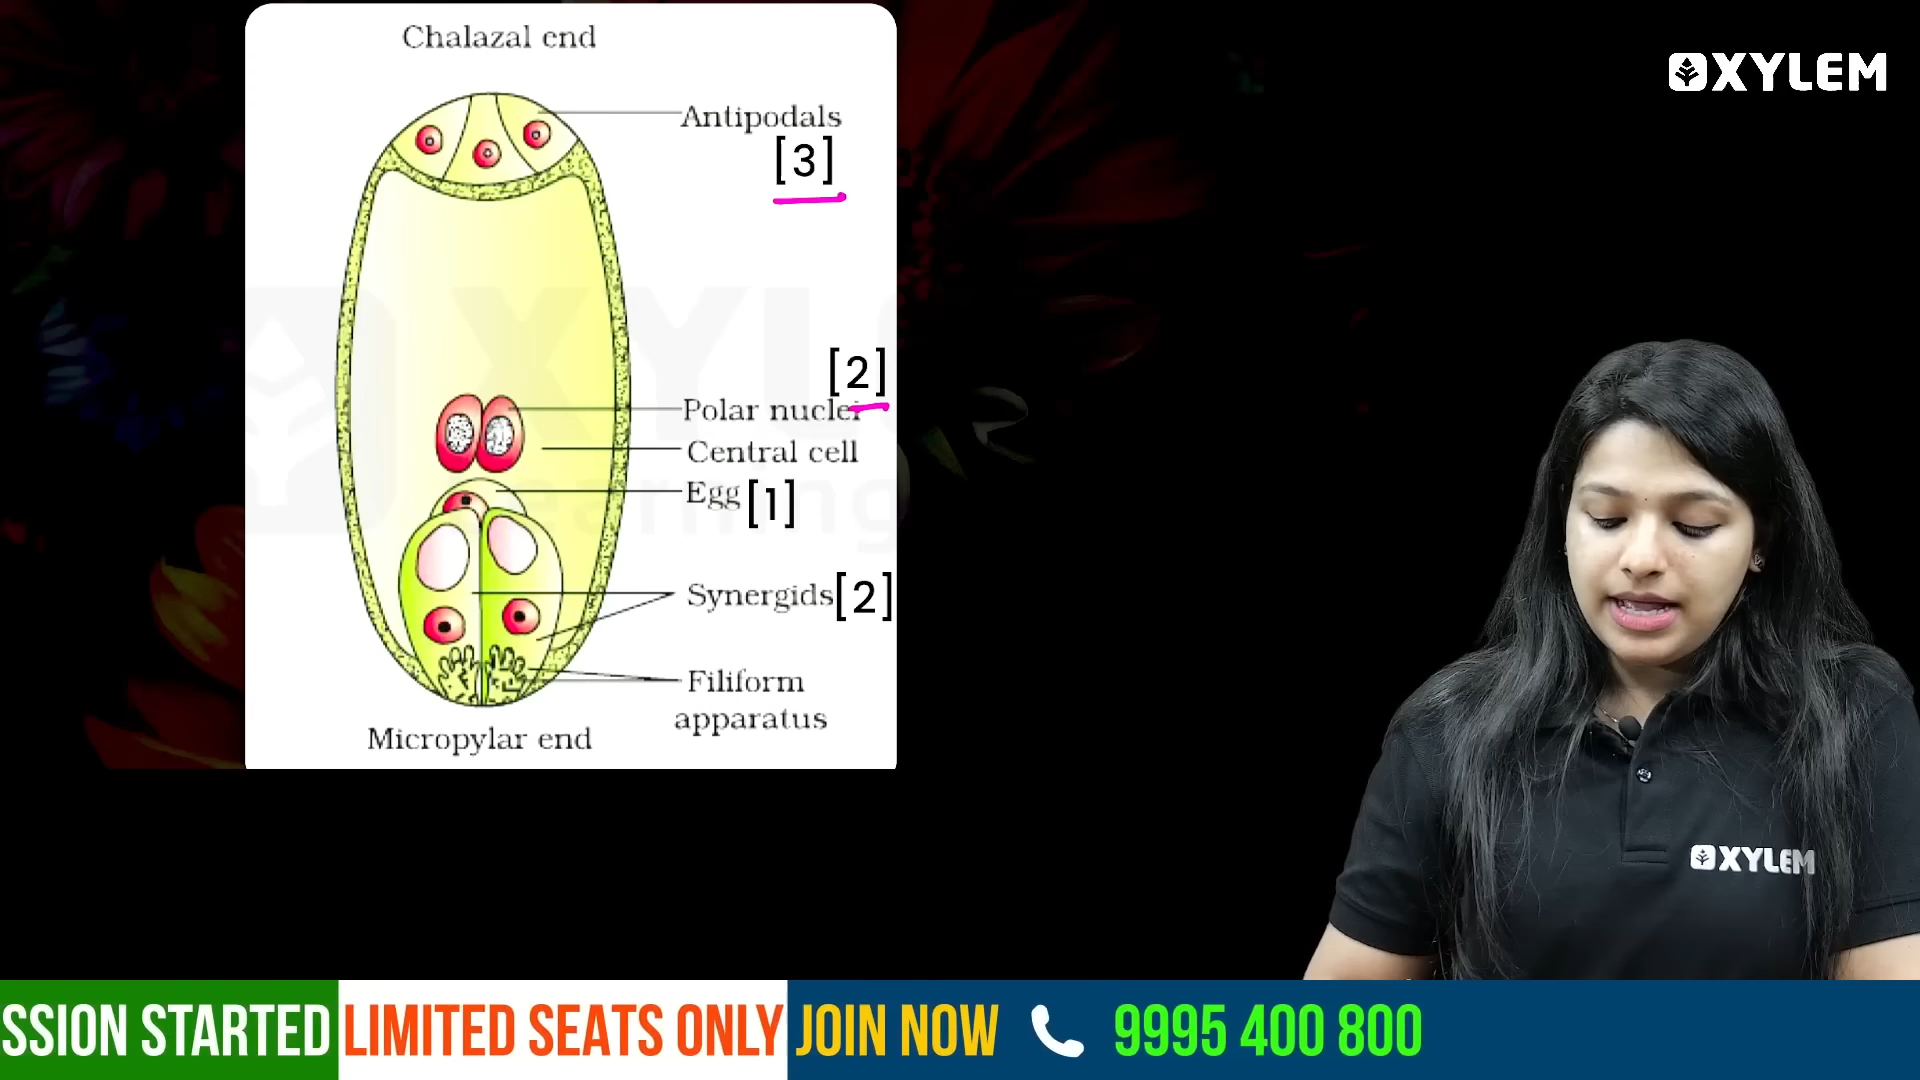 Chalazal end
XYLEM
Antipodals
[3]
[2]
Polar nuclei
Central cell
Egg [1]
Synergids [2]
Filiform
apparatus
Micropylar end
XYLEM
SSION STARTED LIMITED SEATS ONLY JOIN NOW 9995 400 800